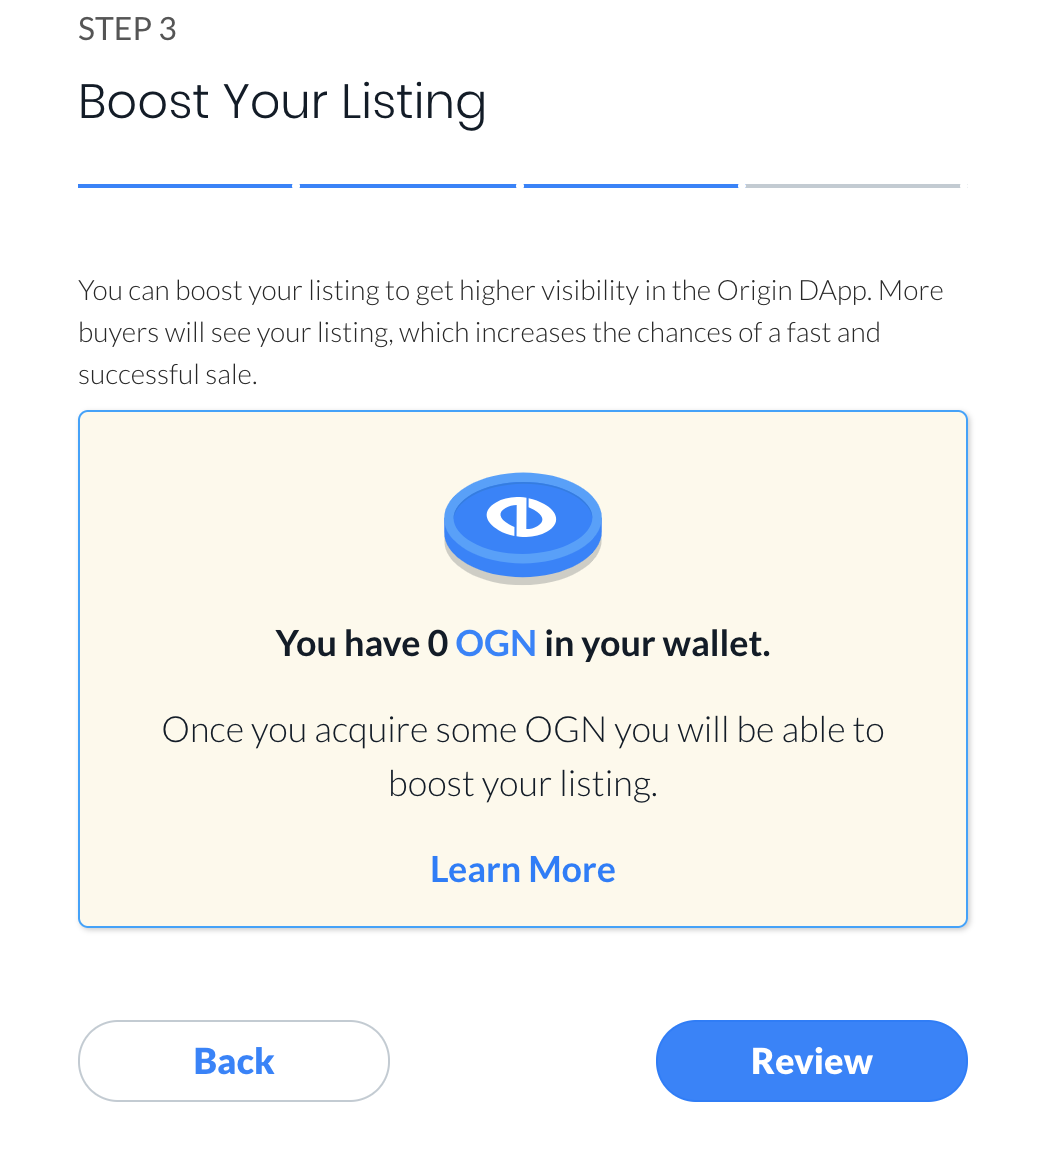 STEP 3
Boost Your Listing
You can boost your listing to get higher visibility in the Origin DApp. More
buyers will see your listing, which increases the chances of a fast and
successful sale.
You have 0 OGN in your wallet.
Once you acquire some OGN you will be able to
boost your listing.
Learn More
Back
Review